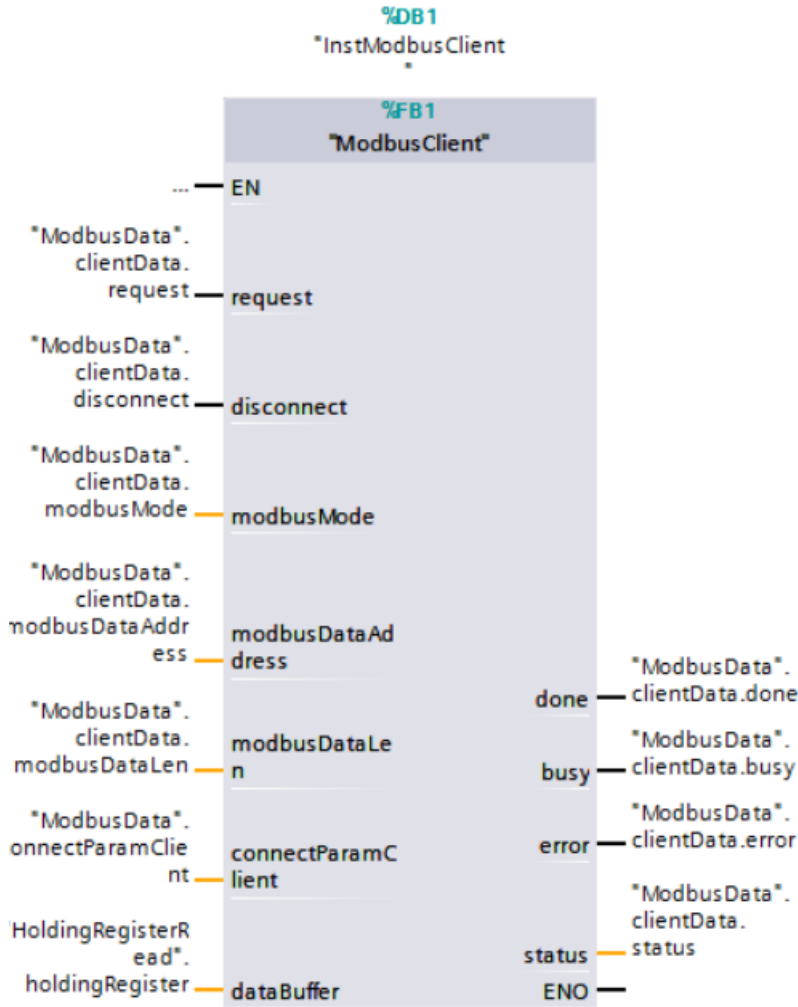 %DB1
"InstModbusClient
"
%FB1
"ModbusClient"
... EN
"ModbusData".
clientData.
request request
"ModbusData".
clientData.
disconnect disconnect
"ModbusData".
clientData.
modbusMode modbusMode
"ModbusData".
clientData.
modbusDataAddr
ess
modbusDataAd
dress
"ModbusData".
clientData.
modbusDataLen
modbusDataLe
n
"ModbusData".
onnectParamClie
nt
connectParamC
lient
"HoldingRegisterR
ead".
holdingRegister dataBuffer
done
"ModbusData".
clientData.done
busy
"ModbusData".
clientData.busy
error
"ModbusData".
clientData.error
status
"ModbusData".
clientData.
status
ENO